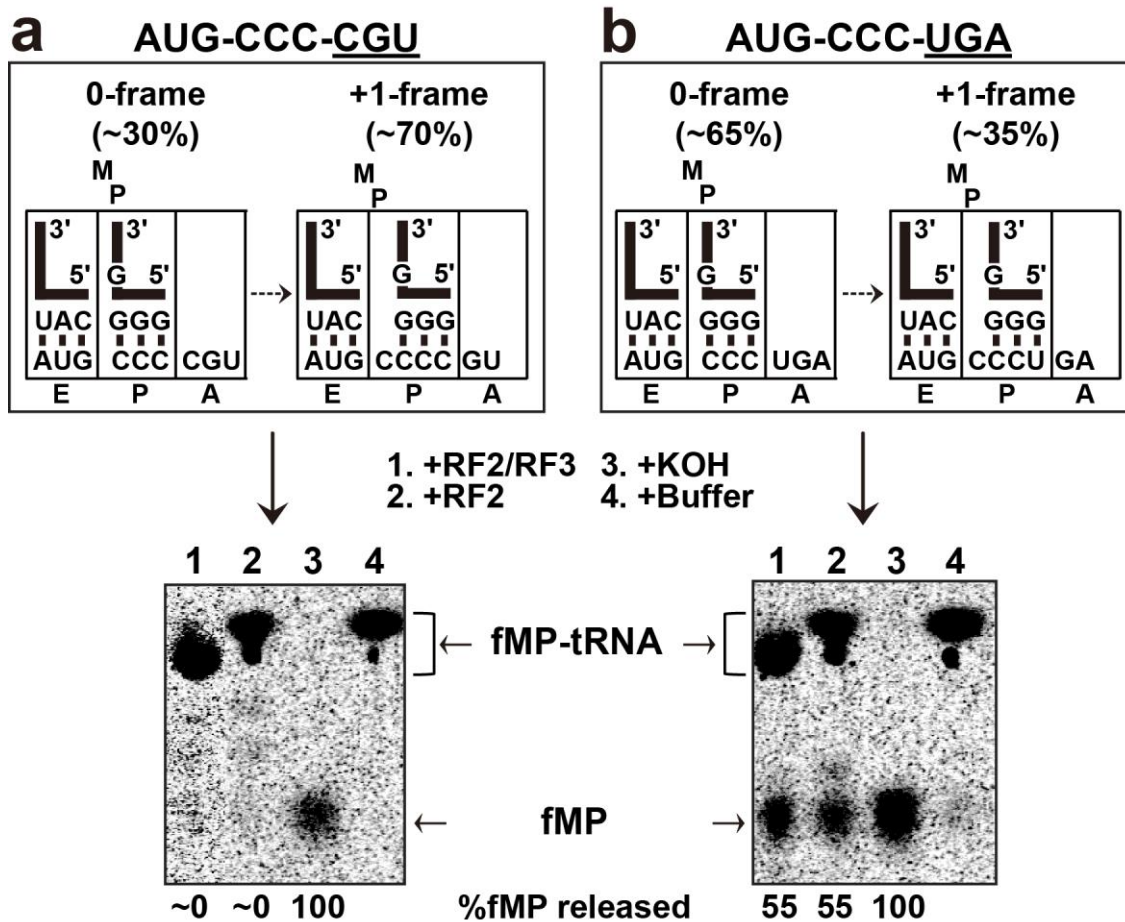 a AUG-CCC-CGU
0-frame +1-frame
(~30%) (~70%)
M M
P P
3' 3' 3' 3'
5' G 5' 5' G 5'
UAC GGG UAC GGG
AUG CCC CGU AUG CCCC GU
E P A E P A
b AUG-CCC-UGA
0-frame +1-frame
(~65%) (~35%)
M M
P P
3' 3' 3' 3'
5' G 5' 5' G 5'
UAC GGG UAC GGG
AUG CCC UGA AUG CCCU GA
E P A E P A
1. +RF2/RF3 3. +KOH
2. +RF2 4. +Buffer
1 2 3 4 1 2 3 4
fMP-tRNA
fMP
~0 ~0 100 %fMP released 55 55 100